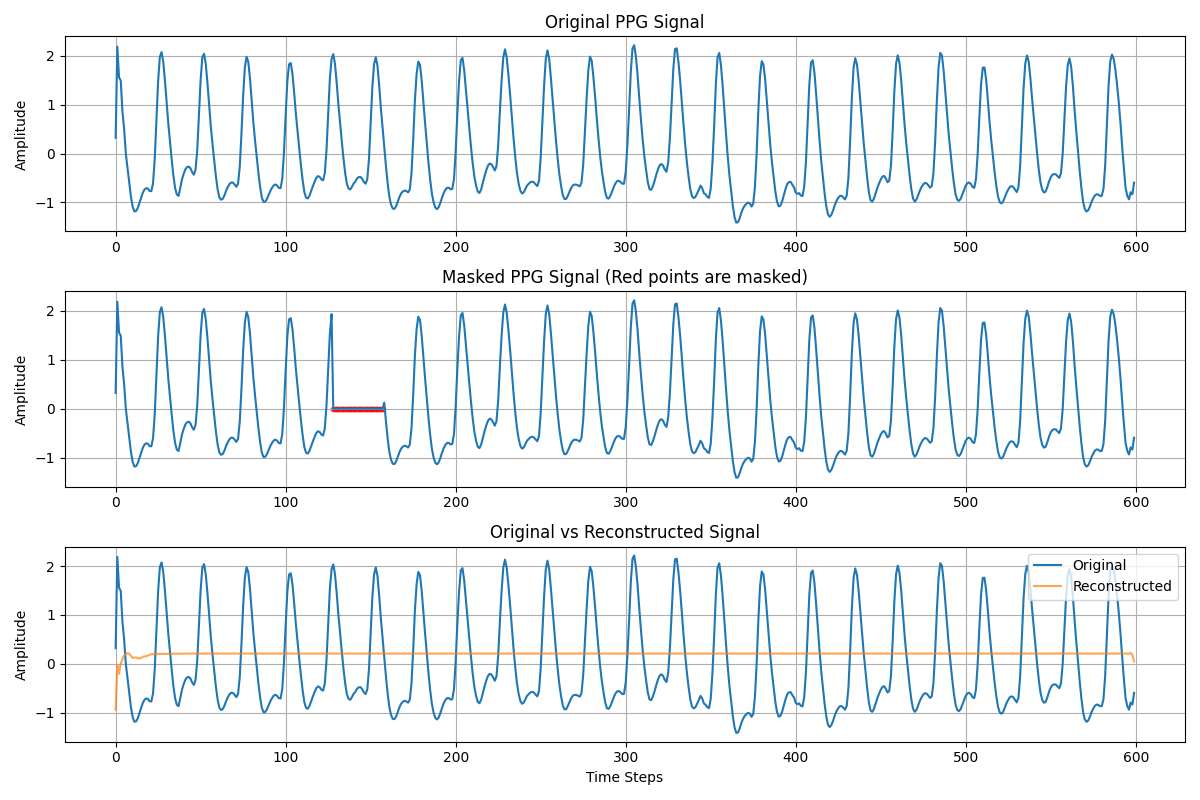 Original PPG Signal
2
1
0
−1
Amplitude
0 100 200 300 400 500 600
Masked PPG Signal (Red points are masked)
2
1
0
−1
Amplitude
0 100 200 300 400 500 600
Original vs Reconstructed Signal
Original
Reconstructed
2
1
0
−1
Amplitude
0 100 200 300 400 500 600
Time Steps